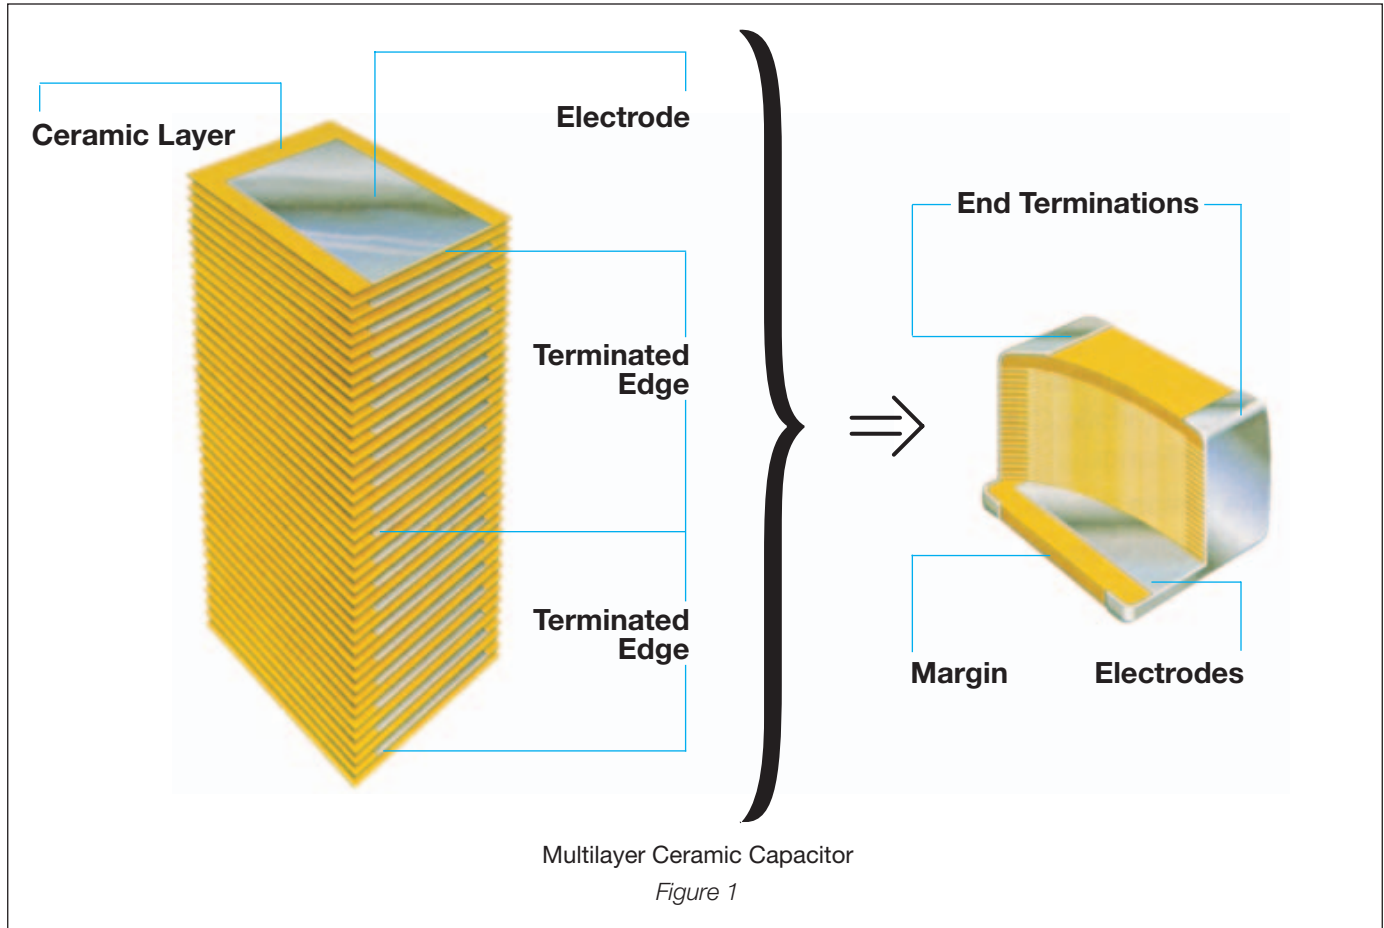 Ceramic Layer
Electrode
Terminated
Edge
Terminated
Edge
End Terminations
Margin
Electrodes
Multilayer Ceramic Capacitor
Figure 1